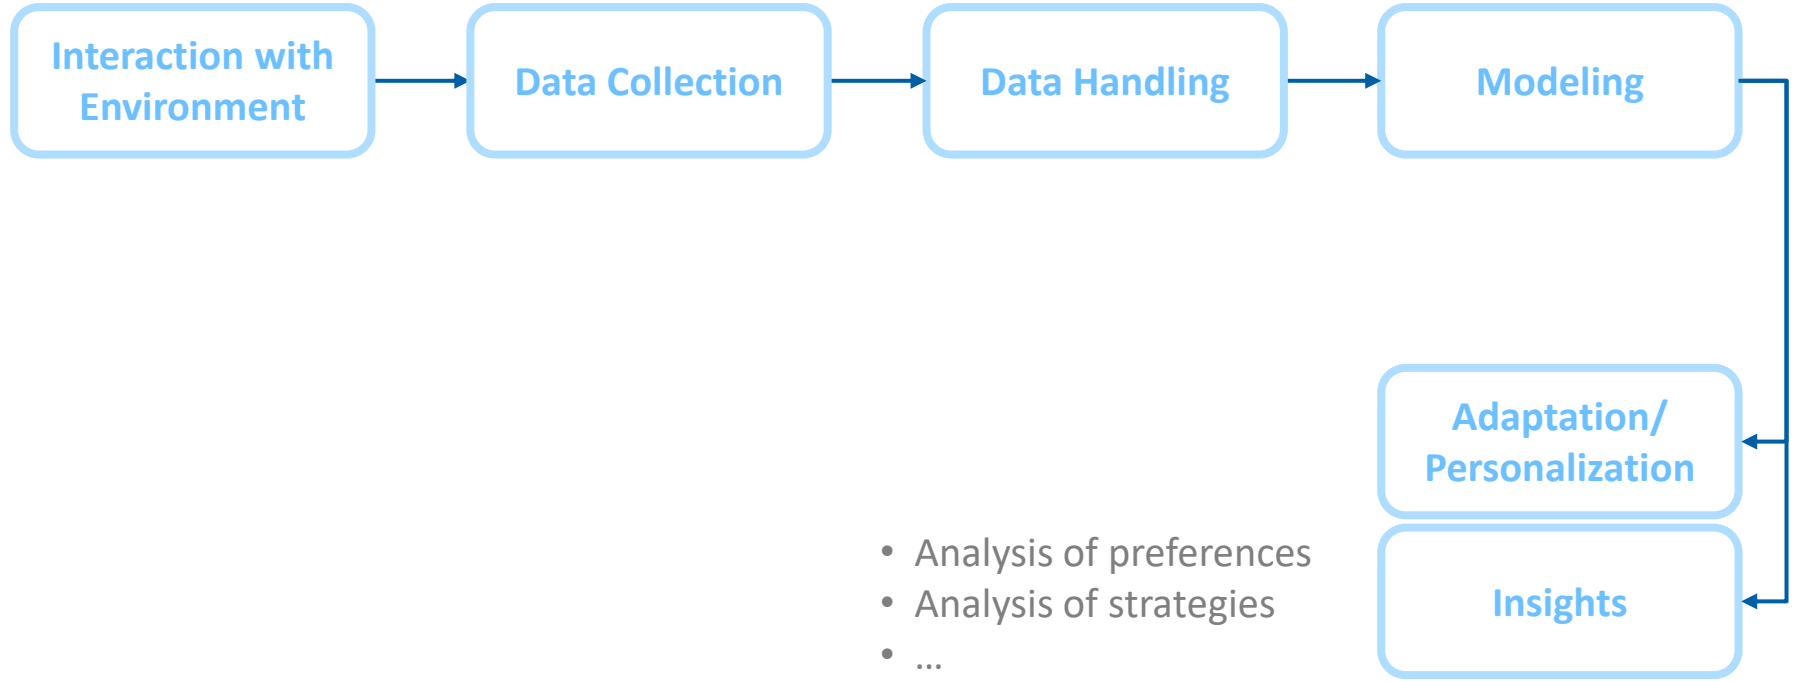 Interaction with
Environment
Data Collection
Data Handling
Modeling
Adaptation/
Personalization
• Analysis of preferences
• Analysis of strategies
• ...
Insights